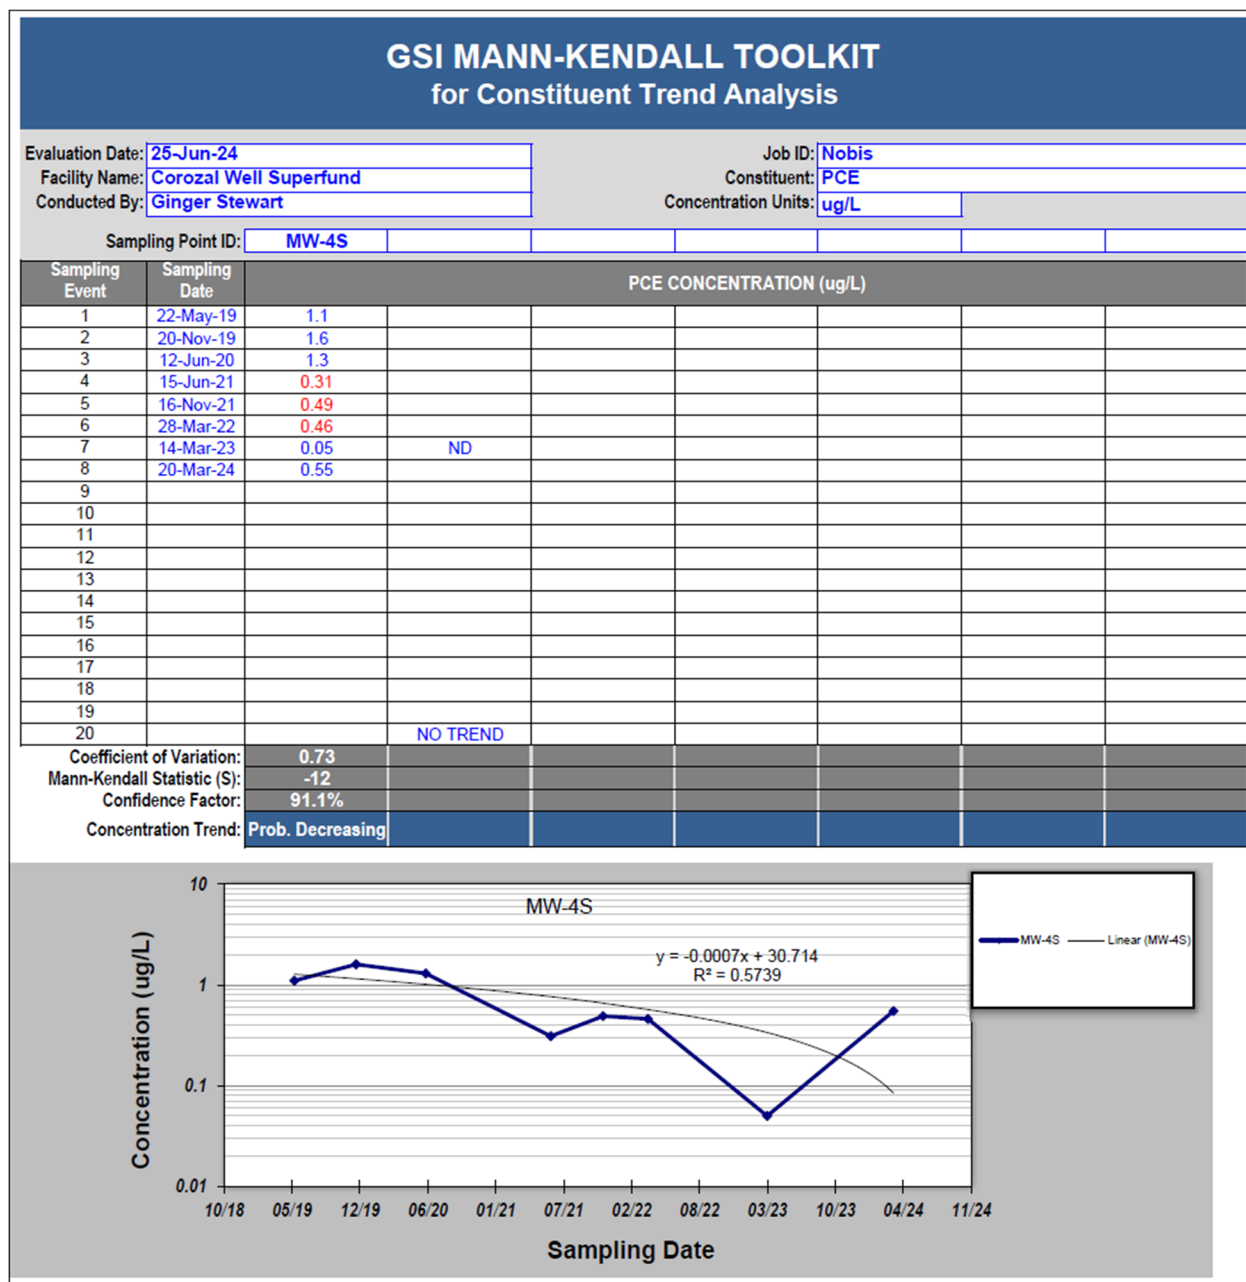 GSI MANN-KENDALL TOOLKIT
for Constituent Trend Analysis
Evaluation Date: 25-Jun-24 Job ID: Nobis
Facility Name: Corozal Well Superfund Constituent: PCE
Conducted By: Ginger Stewart Concentration Units: ug/L
Sampling Point ID: MW-4S
Sampling Event Sampling Date PCE CONCENTRATION (ug/L)
1 22-May-19 1.1
2 20-Nov-19 1.6
3 12-Jun-20 1.3
4 15-Jun-21 0.31
5 16-Nov-21 0.49
6 28-Mar-22 0.46
7 14-Mar-23 0.05 ND
8 20-Mar-24 0.55
9
10
11
12
13
14
15
16
17
18
19
20 NO TREND
Coefficient of Variation: 0.73
Mann-Kendall Statistic (S): -12
Confidence Factor: 91.1%
Concentration Trend: Prob. Decreasing
MW-4S
y = -0.0007x + 30.714
R² = 0.5739
MW-4S Linear (MW-4S)
Concentration (ug/L)
10
1
0.1
0.01
10/18 05/19 12/19 06/20 01/21 07/21 02/22 08/22 03/23 10/23 04/24 11/24
Sampling Date